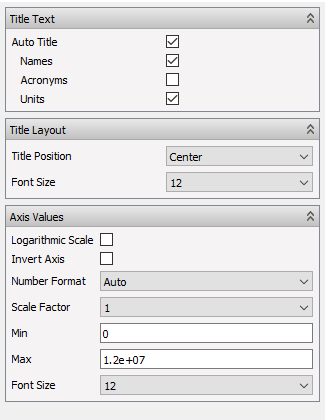 Title Text
Auto Title
Names
Acronyms
Units
Title Layout
Title Position Center
Font Size 12
Axis Values
Logarithmic Scale
Invert Axis
Number Format Auto
Scale Factor 1
Min 0
Max 1.2e+07
Font Size 12